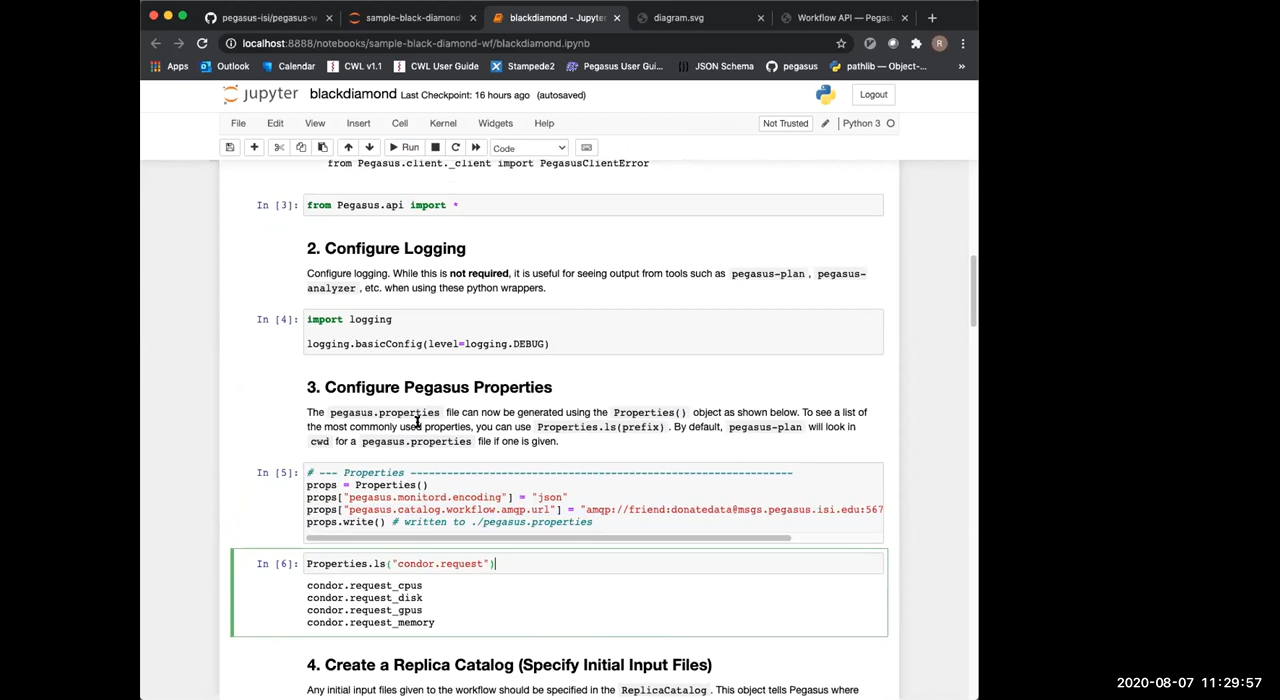 pegasus-isi/pegasus-w
sample-black-diamond
blackdiamond - Jupyter
diagram.svg
Workflow API — Pegas
localhost:8888/notebooks/sample-black-diamond-wf/blackdiamond.ipynb
R
Apps
Outlook
Calendar
CWL v1.1
CWL User Guide
Stampede2
Pegasus User Gui...
JSON Schema
pegasus
pathlib — Object-...
»
jupyter blackdiamond Last Checkpoint: 16 hours ago (autosaved)
Logout
File Edit View Insert Cell Kernel Widgets Help
Not Trusted
Python 3
Run
Code
from Pegasus.client._client import PegasusClientError
In [3]: from Pegasus.api import *
2. Configure Logging
Configure logging. While this is not required, it is useful for seeing output from tools such as pegasus-plan , pegasus-
analyzer , etc. when using these python wrappers.
In [4]: import logging
logging.basicConfig(level=logging.DEBUG)
3. Configure Pegasus Properties
The pegasus.properties file can now be generated using the Properties() object as shown below. To see a list of
the most commonly used properties, you can use Properties.ls(prefix) . By default, pegasus-plan will look in
cwd for a pegasus.properties file if one is given.
In [5]: # --- Properties ---------------------------------------------------------------
props = Properties()
props["pegasus.monitord.encoding"] = "json"
props["pegasus.catalog.workflow.amqp.url"] = "amqp://friend:donatedata@msgs.pegasus.isi.edu:567
props.write() # written to ./pegasus.properties
In [6]: Properties.ls("condor.request")
condor.request_cpus
condor.request_disk
condor.request_gpus
condor.request_memory
4. Create a Replica Catalog (Specify Initial Input Files)
Any initial input files given to the workflow should be specified in the ReplicaCatalog . This object tells Pegasus where
2020-08-07 11:29:57